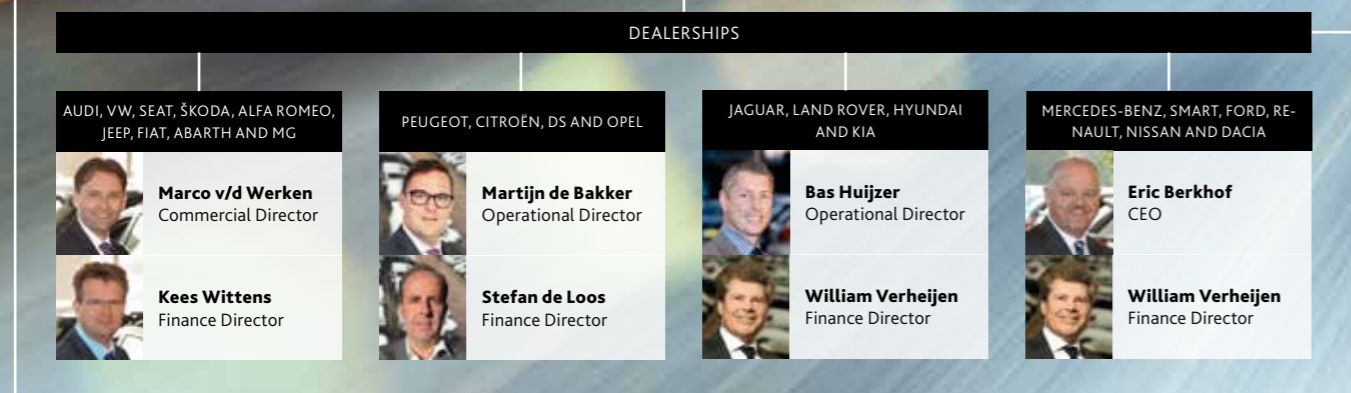 DEALERSHIPS
AUDI, VW, SEAT, ŠKODA, ALFA ROMEO,
JEEP, FIAT, ABARTH AND MG
Marco v/d Werken
Commercial Director
Kees Wittens
Finance Director
PEUGEOT, CITROËN, DS AND OPEL
Martijn de Bakker
Operational Director
Stefan de Loos
Finance Director
JAGUAR, LAND ROVER, HYUNDAI
AND KIA
Bas Huijzer
Operational Director
William Verheijen
Finance Director
MERCEDES-BENZ, SMART, FORD, RE-
NAULT, NISSAN AND DACIA
Eric Berkhof
CEO
William Verheijen
Finance Director